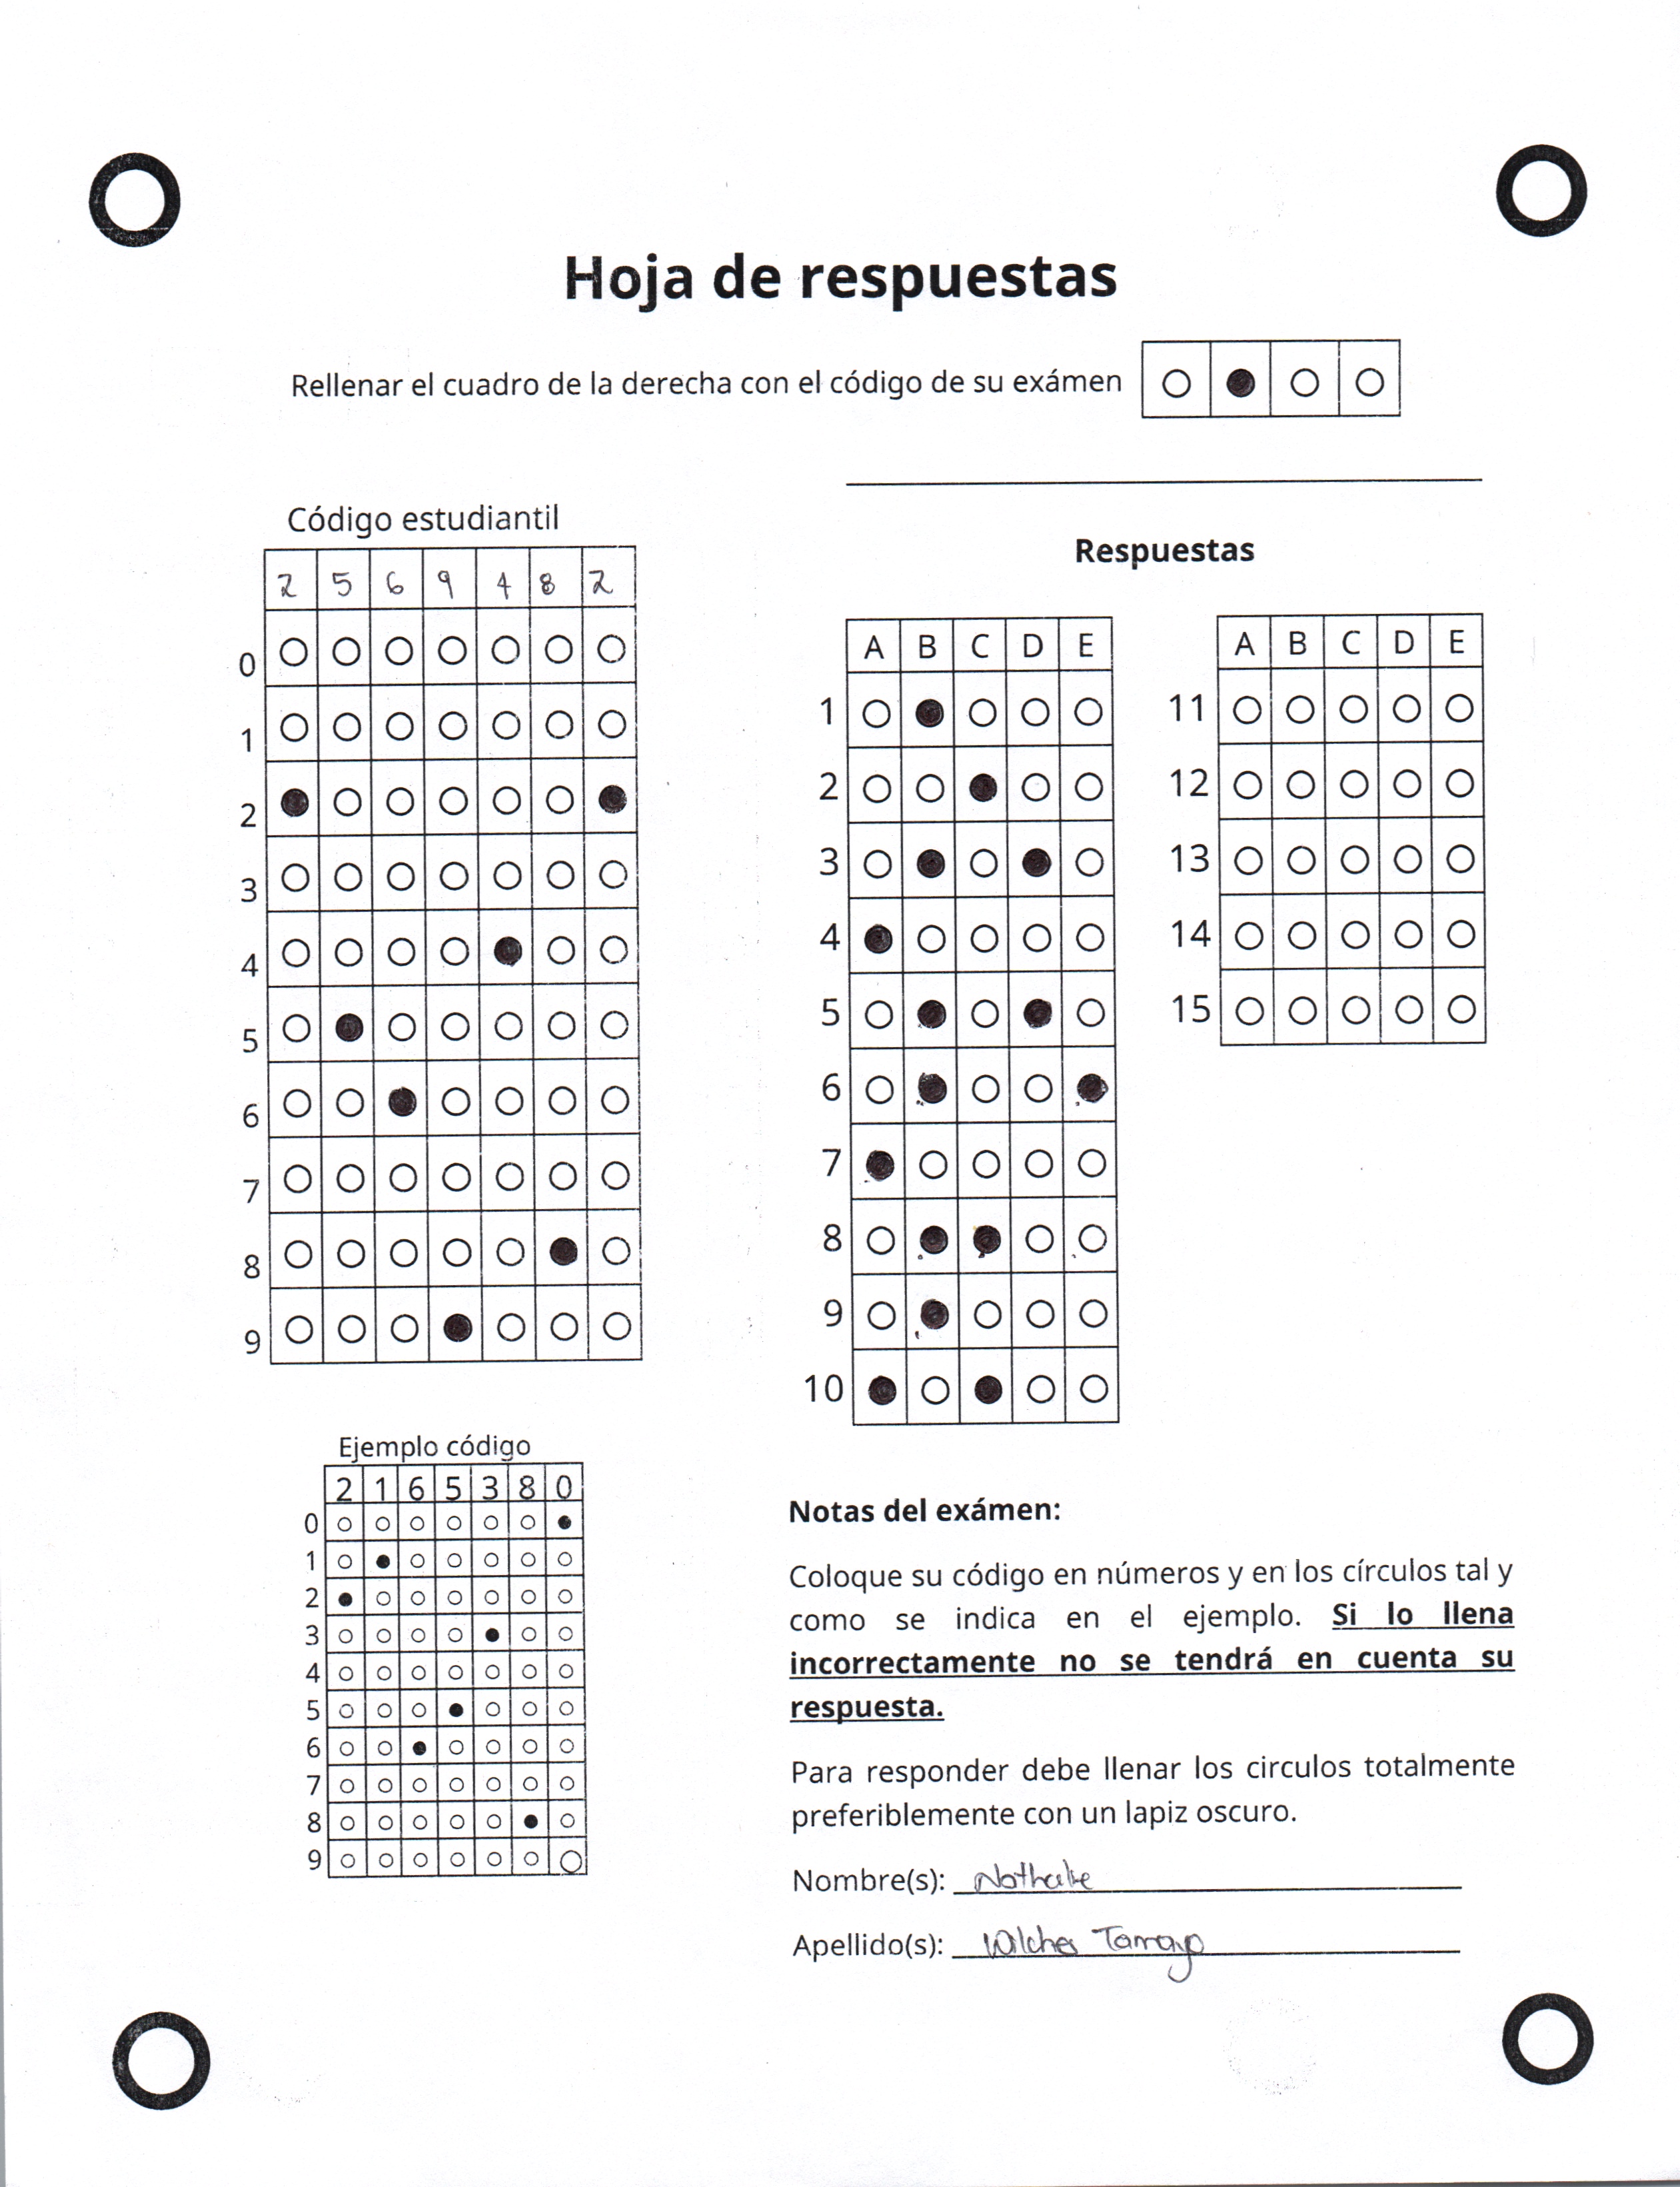 Hoja de respuestas
Rellenar el cuadro de la derecha con el código de su exámen
Código estudiantil
2 5 6 9 4 8 2
0
1
2
3
4
5
6
7
8
9
Respuestas
A B C D E
1
2
3
4
5
6
7
8
9
10
A B C D E
11
12
13
14
15
Ejemplo código
2 1 6 5 3 8 0
0
1
2
3
4
5
6
7
8
9
Notas del exámen:
Coloque su código en números y en los círculos tal y
como se indica en el ejemplo. Si lo llena
incorrectamente no se tendrá en cuenta su
respuesta.
Para responder debe llenar los circulos totalmente
preferiblemente con un lapiz oscuro.
Nombre(s): Nathalie
Apellido(s): Wilches Tamayo